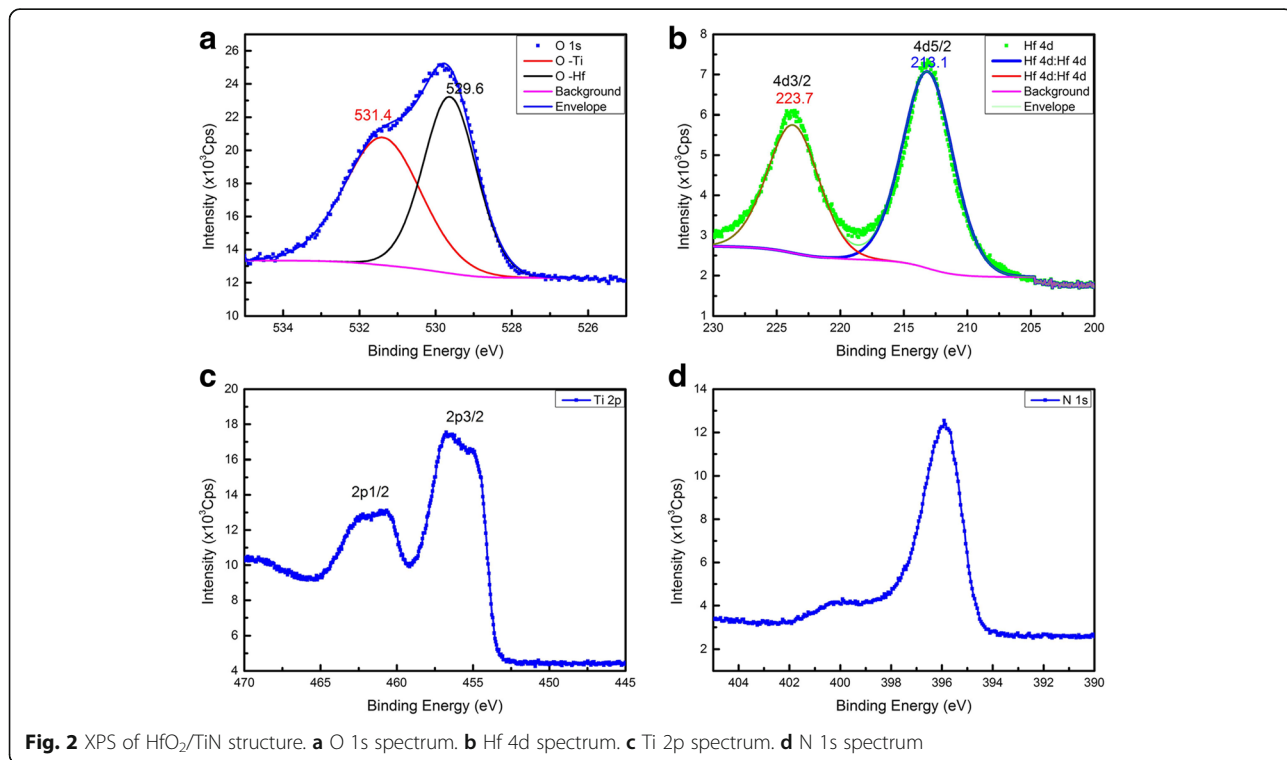 a
O 1s
O -Ti
O -Hf
Background
Envelope
531.4
529.6
Intensity (x10³Cps)
26
24
22
20
18
16
14
12
10
534
532
530
528
526
Binding Energy (eV)
b
Hf 4d
Hf 4d:Hf 4d
Hf 4d:Hf 4d
Background
Envelope
4d5/2
213.1
4d3/2
223.7
Intensity (x10³Cps)
8
7
6
5
4
3
2
1
230
225
220
215
210
205
200
Binding Energy (eV)
c
Ti 2p
2p3/2
2p1/2
Intensity (x10³Cps)
20
18
16
14
12
10
8
6
4
470
465
460
455
450
445
Binding Energy (eV)
d
N 1s
Intensity (x10³Cps)
14
12
10
8
6
4
2
404
402
400
398
396
394
392
390
Binding Energy (eV)
Fig. 2 XPS of HfO₂/TiN structure. a O 1s spectrum. b Hf 4d spectrum. c Ti 2p spectrum. d N 1s spectrum